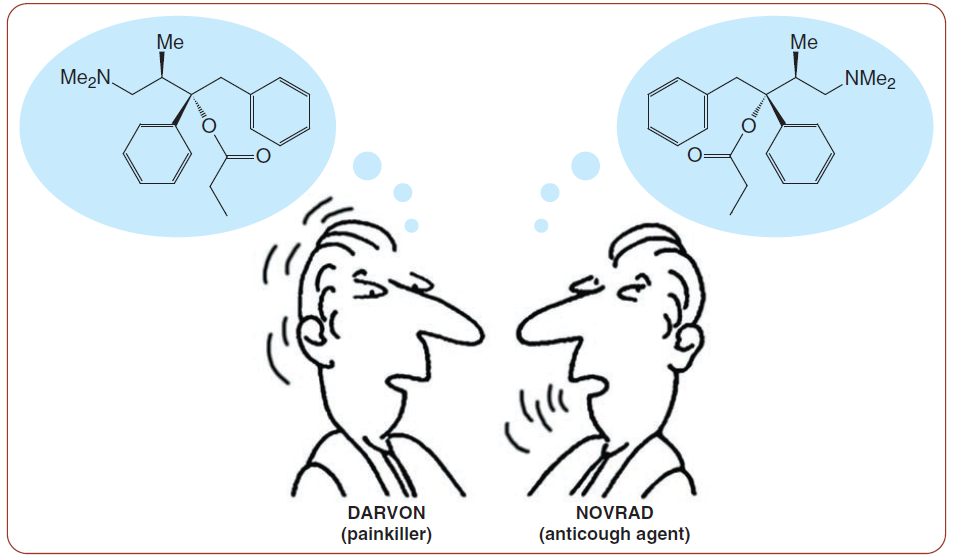 Me
Me₂N
O
O
Me
NMe₂
O
O
DARVON
(painkiller)
NOVRAD
(anticough agent)